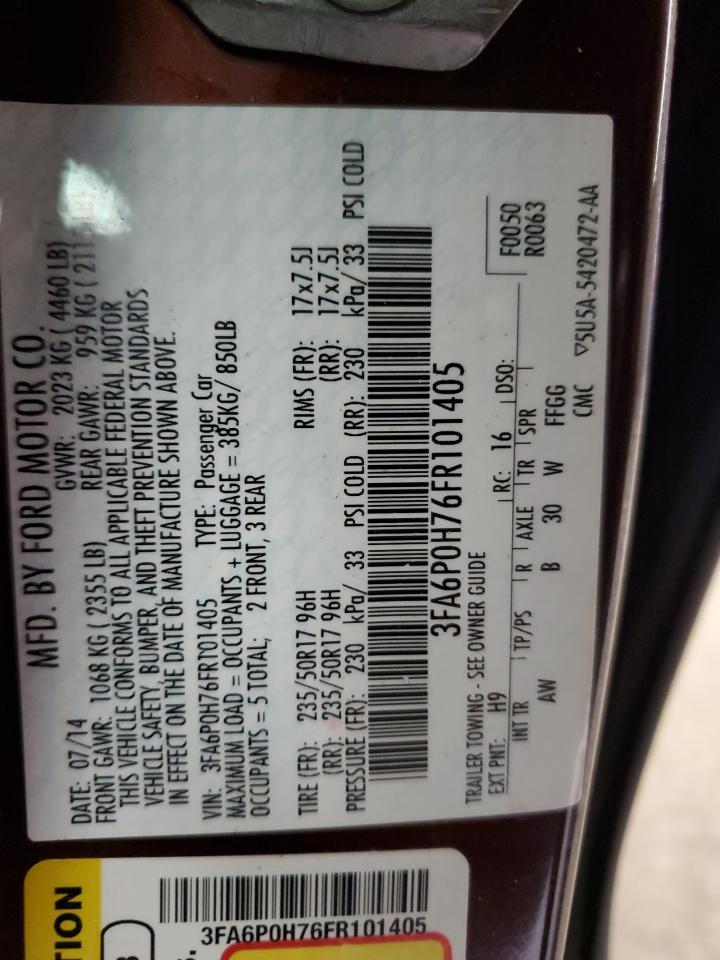 MFD. BY FORD MOTOR CO.
DATE: 07/14 GVWR: 2023 KG ( 4460 LB)
FRONT GAWR: 1068 KG ( 2355 LB) REAR GAWR: 959 KG ( 211
THIS VEHICLE CONFORMS TO ALL APPLICABLE FEDERAL MOTOR
VEHICLE SAFETY, BUMPER, AND THEFT PREVENTION STANDARDS
IN EFFECT ON THE DATE OF MANUFACTURE SHOWN ABOVE.
VIN: 3FA6P0H76FR101405 TYPE: Passenger Car
MAXIMUM LOAD = OCCUPANTS + LUGGAGE = 385KG/ 850LB
OCCUPANTS = 5 TOTAL; 2 FRONT, 3 REAR
TIRE (FR): 235/50R17 96H RIMS (FR): 17x7.5J
(RR): 235/50R17 96H (RR): 17x7.5J
PRESSURE (FR): 230 kPa/ 33 PSI COLD (RR): 230 kPa/ 33 PSI COLD
3FA6P0H76FR101405
TRAILER TOWING - SEE OWNER GUIDE
F0050
R0063
EXT PNT: H9 RC: 16 DSO:
INT TR TP/PS R AXLE TR SPR
AW B 30 W FFGG
CMC ▽5U5A-5420472-AA
TION
3FA6P0H76FR101405